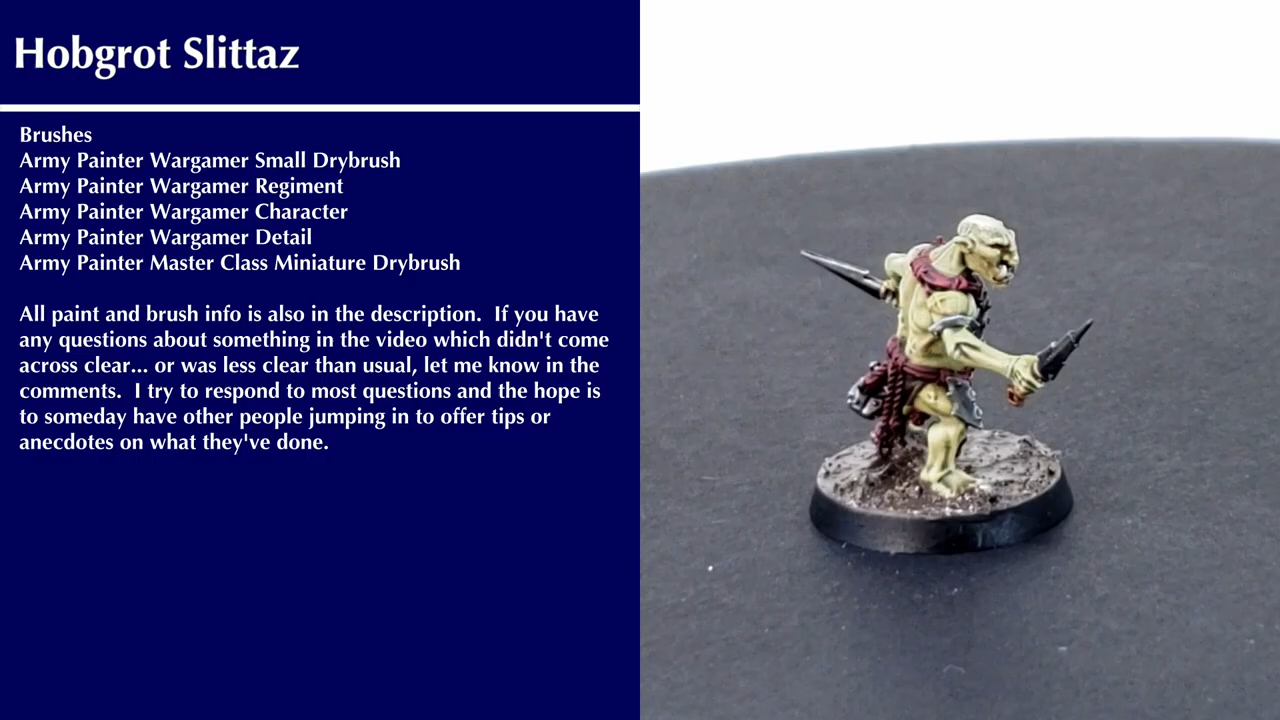 Hobgrot Slittaz
Brushes
Army Painter Wargamer Small Drybrush
Army Painter Wargamer Regiment
Army Painter Wargamer Character
Army Painter Wargamer Detail
Army Painter Master Class Miniature Drybrush
All paint and brush info is also in the description.  If you have
any questions about something in the video which didn't come
across clear... or was less clear than usual, let me know in the
comments.  I try to respond to most questions and the hope is
to someday have other people jumping in to offer tips or
anecdotes on what they've done.